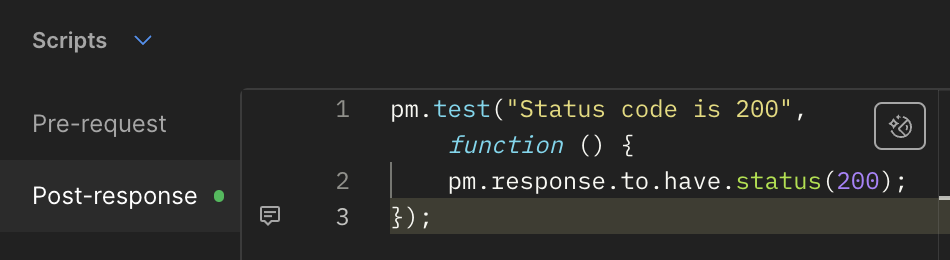 Scripts
Pre-request
Post-response
1 pm.test("Status code is 200",
function () {
2 pm.response.to.have.status(200);
3 });